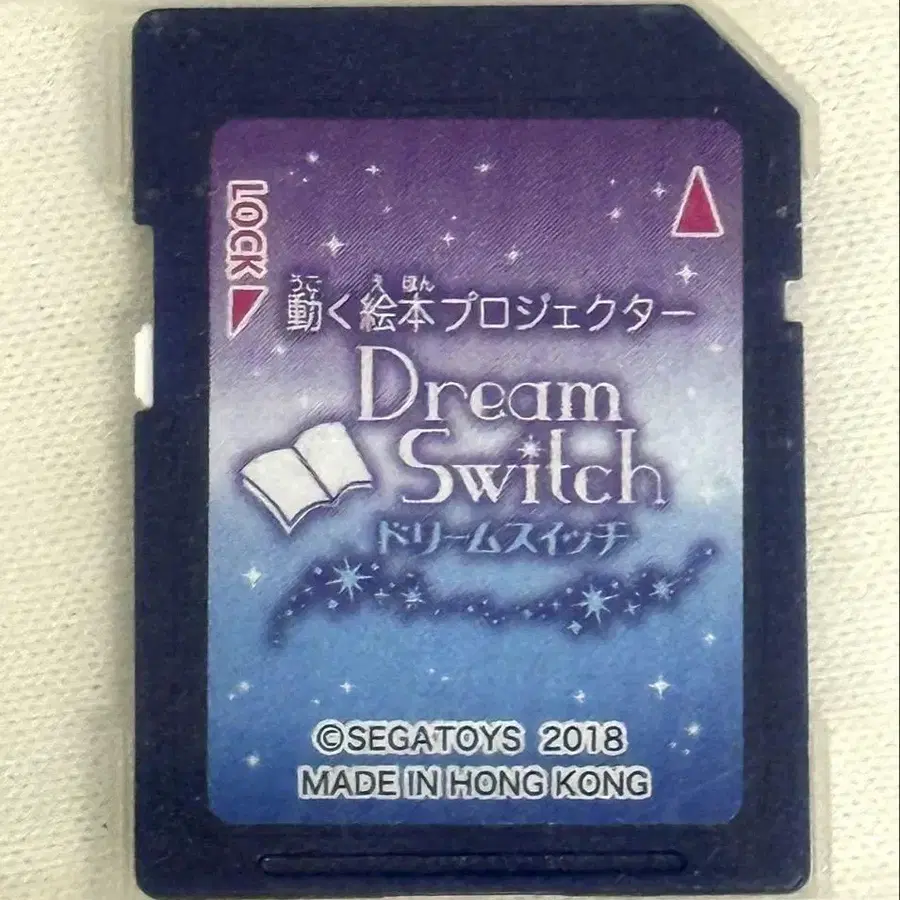 LOCK
うご えほん
動く絵本プロジェクター
Dream
Switch
ドリームスイッチ
©SEGATOYS 2018
MADE IN HONG KONG